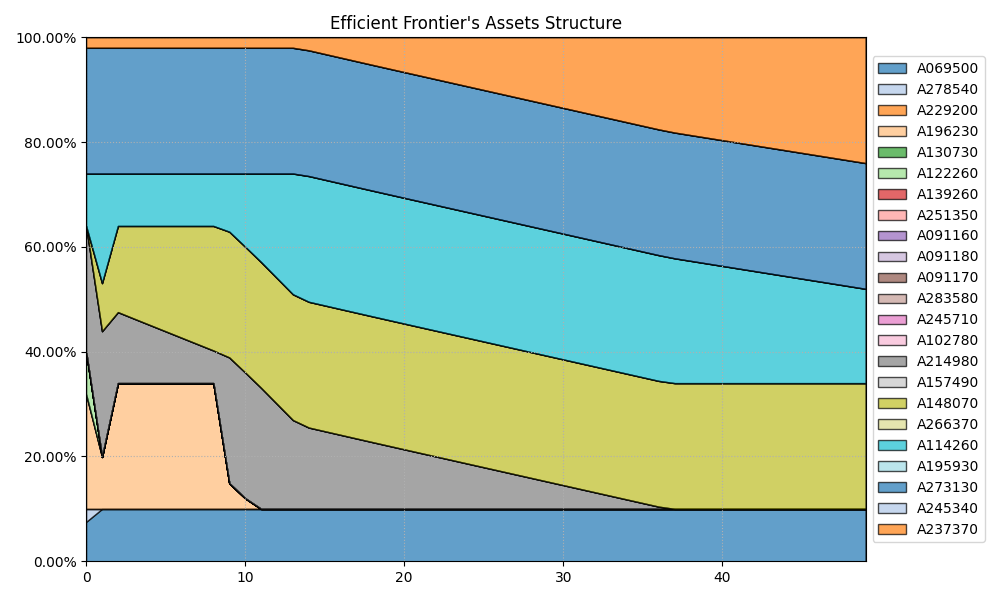 Efficient Frontier's Assets Structure
100.00%
80.00%
60.00%
40.00%
20.00%
0.00%
0
10
20
30
40
A069500
A278540
A229200
A196230
A130730
A122260
A139260
A251350
A091160
A091180
A091170
A283580
A245710
A102780
A214980
A157490
A148070
A266370
A114260
A195930
A273130
A245340
A237370